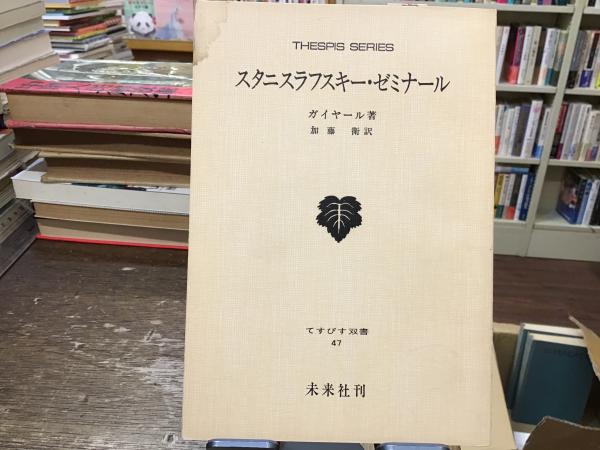 THESPIS SERIES
スタニスラフスキー・ゼミナール
ガイヤール著
加藤 衛訳
てすぴす双書
47
未来社刊